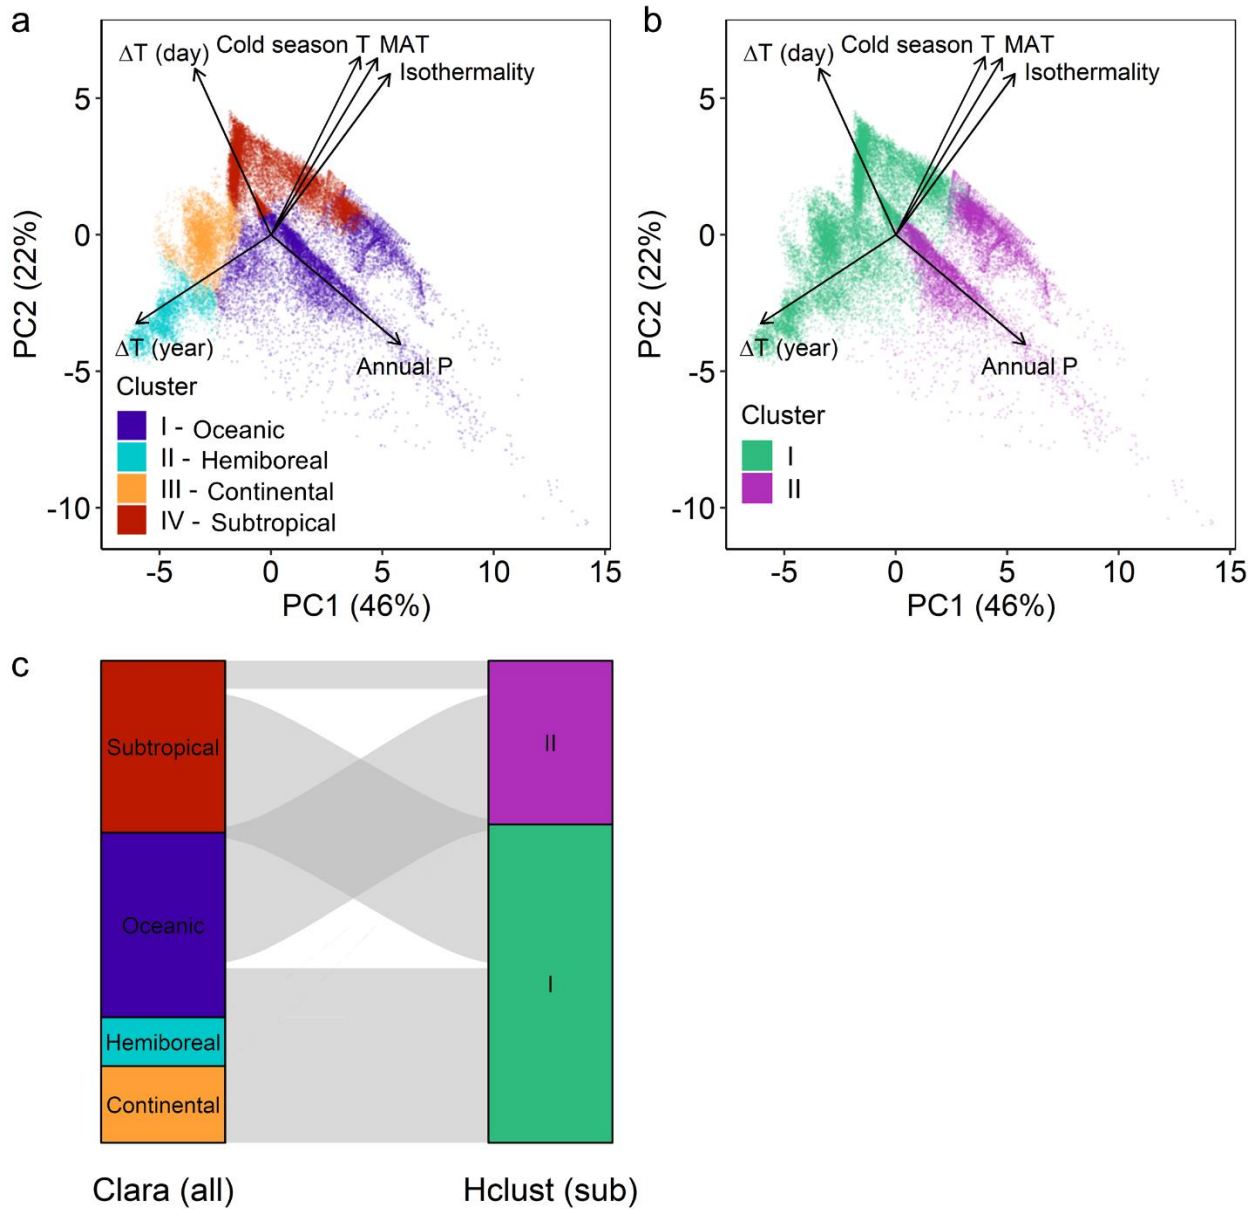 a
ΔT (day)
Cold season T
MAT
Isothermality
5
0
-5
-10
PC2 (22%)
ΔT (year)
Annual P
Cluster
I - Oceanic
II - Hemiboreal
III - Continental
IV - Subtropical
-5
0
5
10
15
PC1 (46%)
b
ΔT (day)
Cold season T
MAT
Isothermality
5
0
-5
-10
PC2 (22%)
ΔT (year)
Annual P
Cluster
I
II
-5
0
5
10
15
PC1 (46%)
c
Subtropical
Oceanic
Hemiboreal
Continental
II
I
Clara (all)
Hclust (sub)